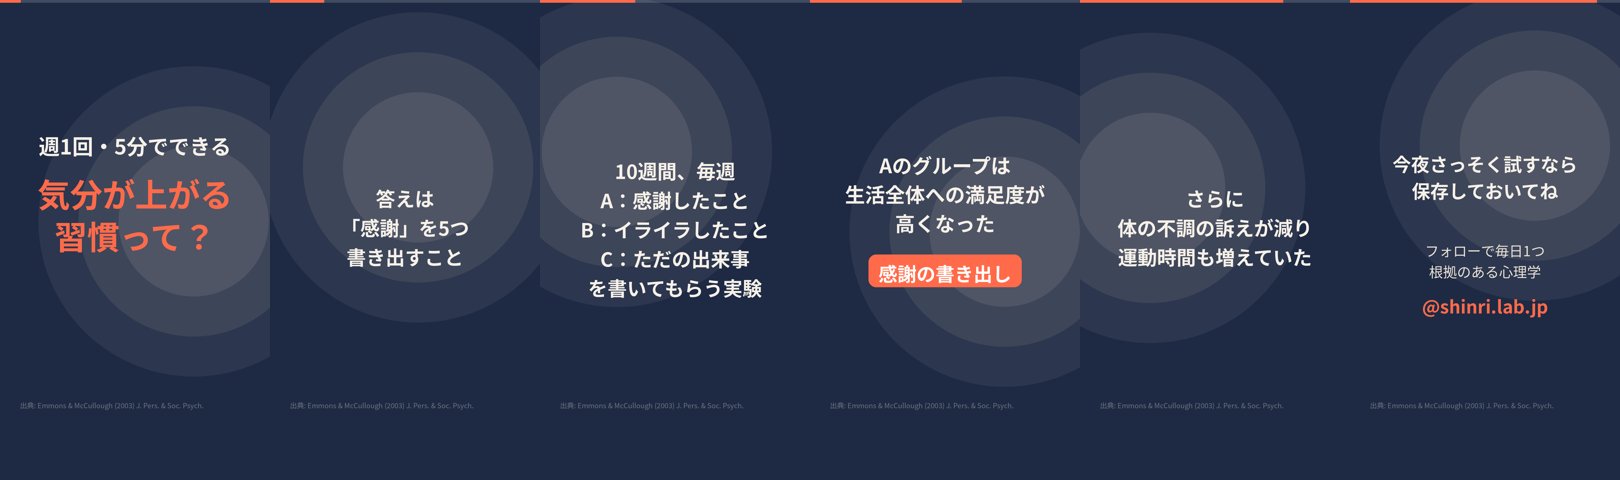 週1回・5分でできる
気分が上がる
習慣って？
出典: Emmons & McCullough (2003) J. Pers. & Soc. Psych.
答えは
「感謝」を5つ
書き出すこと
出典: Emmons & McCullough (2003) J. Pers. & Soc. Psych.
10週間、毎週
A：感謝したこと
B：イライラしたこと
C：ただの出来事
を書いてもらう実験
出典: Emmons & McCullough (2003) J. Pers. & Soc. Psych.
Aのグループは
生活全体への満足度が
高くなった
感謝の書き出し
出典: Emmons & McCullough (2003) J. Pers. & Soc. Psych.
さらに
体の不調の訴えが減り
運動時間も増えていた
出典: Emmons & McCullough (2003) J. Pers. & Soc. Psych.
今夜さっそく試すなら
保存しておいてね
フォローで毎日1つ
根拠のある心理学
@shinri.lab.jp
出典: Emmons & McCullough (2003) J. Pers. & Soc. Psych.